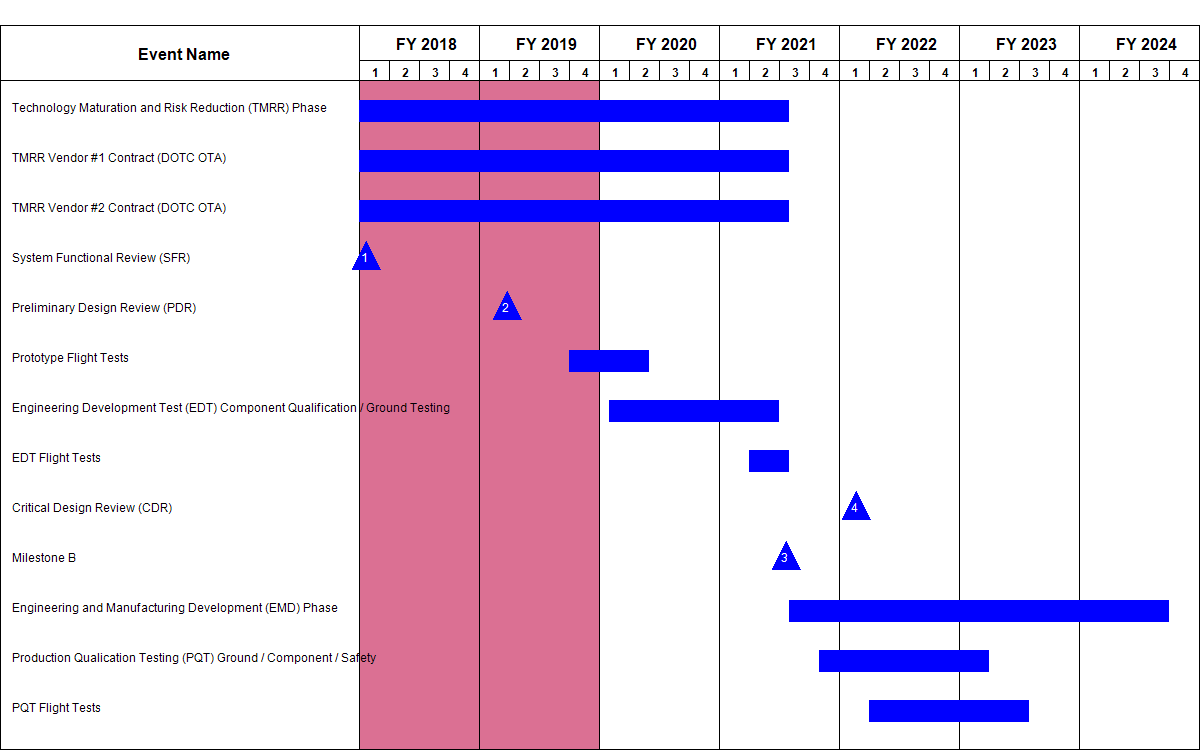 Event Name FY 2018 FY 2019 FY 2020 FY 2021 FY 2022 FY 2023 FY 2024
1 2 3 4 1 2 3 4 1 2 3 4 1 2 3 4 1 2 3 4 1 2 3 4 1 2 3 4
Technology Maturation and Risk Reduction (TMRR) Phase
TMRR Vendor #1 Contract (DOTC OTA)
TMRR Vendor #2 Contract (DOTC OTA)
System Functional Review (SFR) 1
Preliminary Design Review (PDR) 2
Prototype Flight Tests
Engineering Development Test (EDT) Component Qualification / Ground Testing
EDT Flight Tests
Critical Design Review (CDR) 4
Milestone B 3
Engineering and Manufacturing Development (EMD) Phase
Production Qualication Testing (PQT) Ground / Component / Safety
PQT Flight Tests